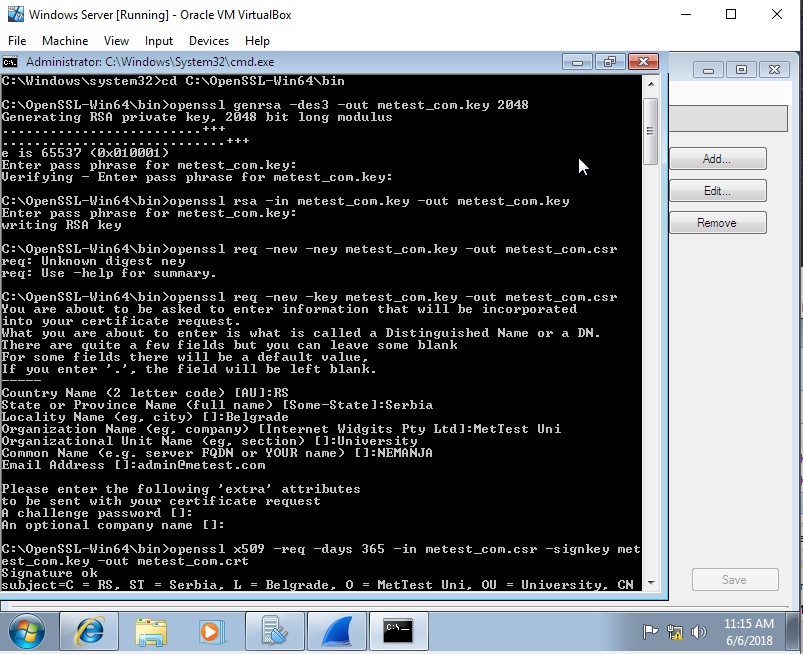 Windows Server [Running] - Oracle VM VirtualBox
File Machine View Input Devices Help
Administrator: C:\Windows\System32\cmd.exe
C:\Windows\system32>cd C:\OpenSSL-Win64\bin
C:\OpenSSL-Win64\bin>openssl genrsa -des3 -out metest_com.key 2048
Generating RSA private key, 2048 bit long modulus
.........................+++
............................+++
e is 65537 (0x010001)
Enter pass phrase for metest_com.key:
Verifying - Enter pass phrase for metest_com.key:
C:\OpenSSL-Win64\bin>openssl rsa -in metest_com.key -out metest_com.key
Enter pass phrase for metest_com.key:
writing RSA key
C:\OpenSSL-Win64\bin>openssl req -new -ney metest_com.key -out metest_com.csr
req: Unknown digest ney
req: Use -help for summary.
C:\OpenSSL-Win64\bin>openssl req -new -key metest_com.key -out metest_com.csr
You are about to be asked to enter information that will be incorporated
into your certificate request.
What you are about to enter is what is called a Distinguished Name or a DN.
There are quite a few fields but you can leave some blank
For some fields there will be a default value,
If you enter '.', the field will be left blank.
-----
Country Name (2 letter code) [AU]:RS
State or Province Name (full name) [Some-State]:Serbia
Locality Name (eg, city) []:Belgrade
Organization Name (eg, company) [Internet Widgits Pty Ltd]:MetTest Uni
Organizational Unit Name (eg, section) []:University
Common Name (e.g. server FQDN or YOUR name) []:NEMANJA
Email Address []:admin@metest.com
Please enter the following 'extra' attributes
to be sent with your certificate request
A challenge password []:
An optional company name []:
C:\OpenSSL-Win64\bin>openssl x509 -req -days 365 -in metest_com.csr -signkey met
est_com.key -out metest_com.crt
Signature ok
subject=C = RS, ST = Serbia, L = Belgrade, O = MetTest Uni, OU = University, CN
Add...
Edit...
Remove
Save
11:15 AM
6/6/2018